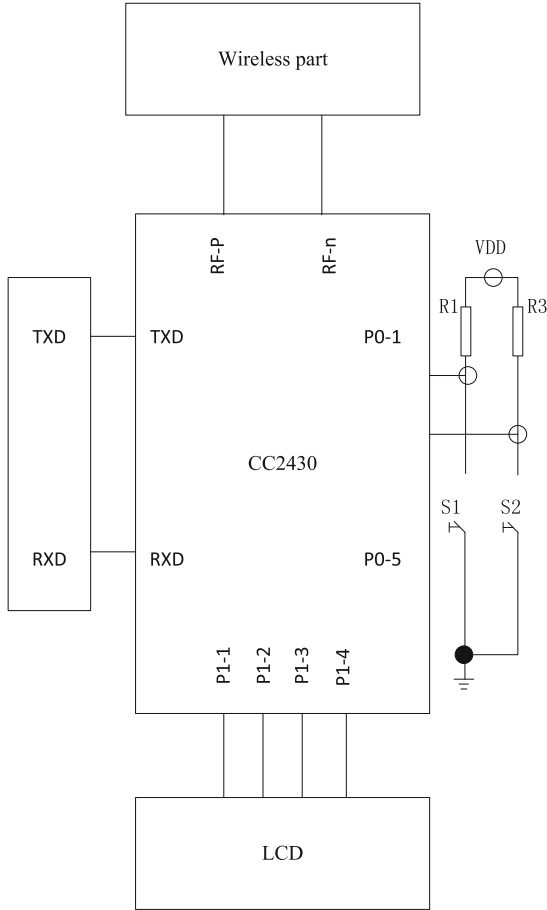 Wireless part
RF-P
RF-n
VDD
R1
R3
TXD
TXD
P0-1
CC2430
S1
S2
RXD
RXD
P0-5
P1-1
P1-2
P1-3
P1-4
LCD